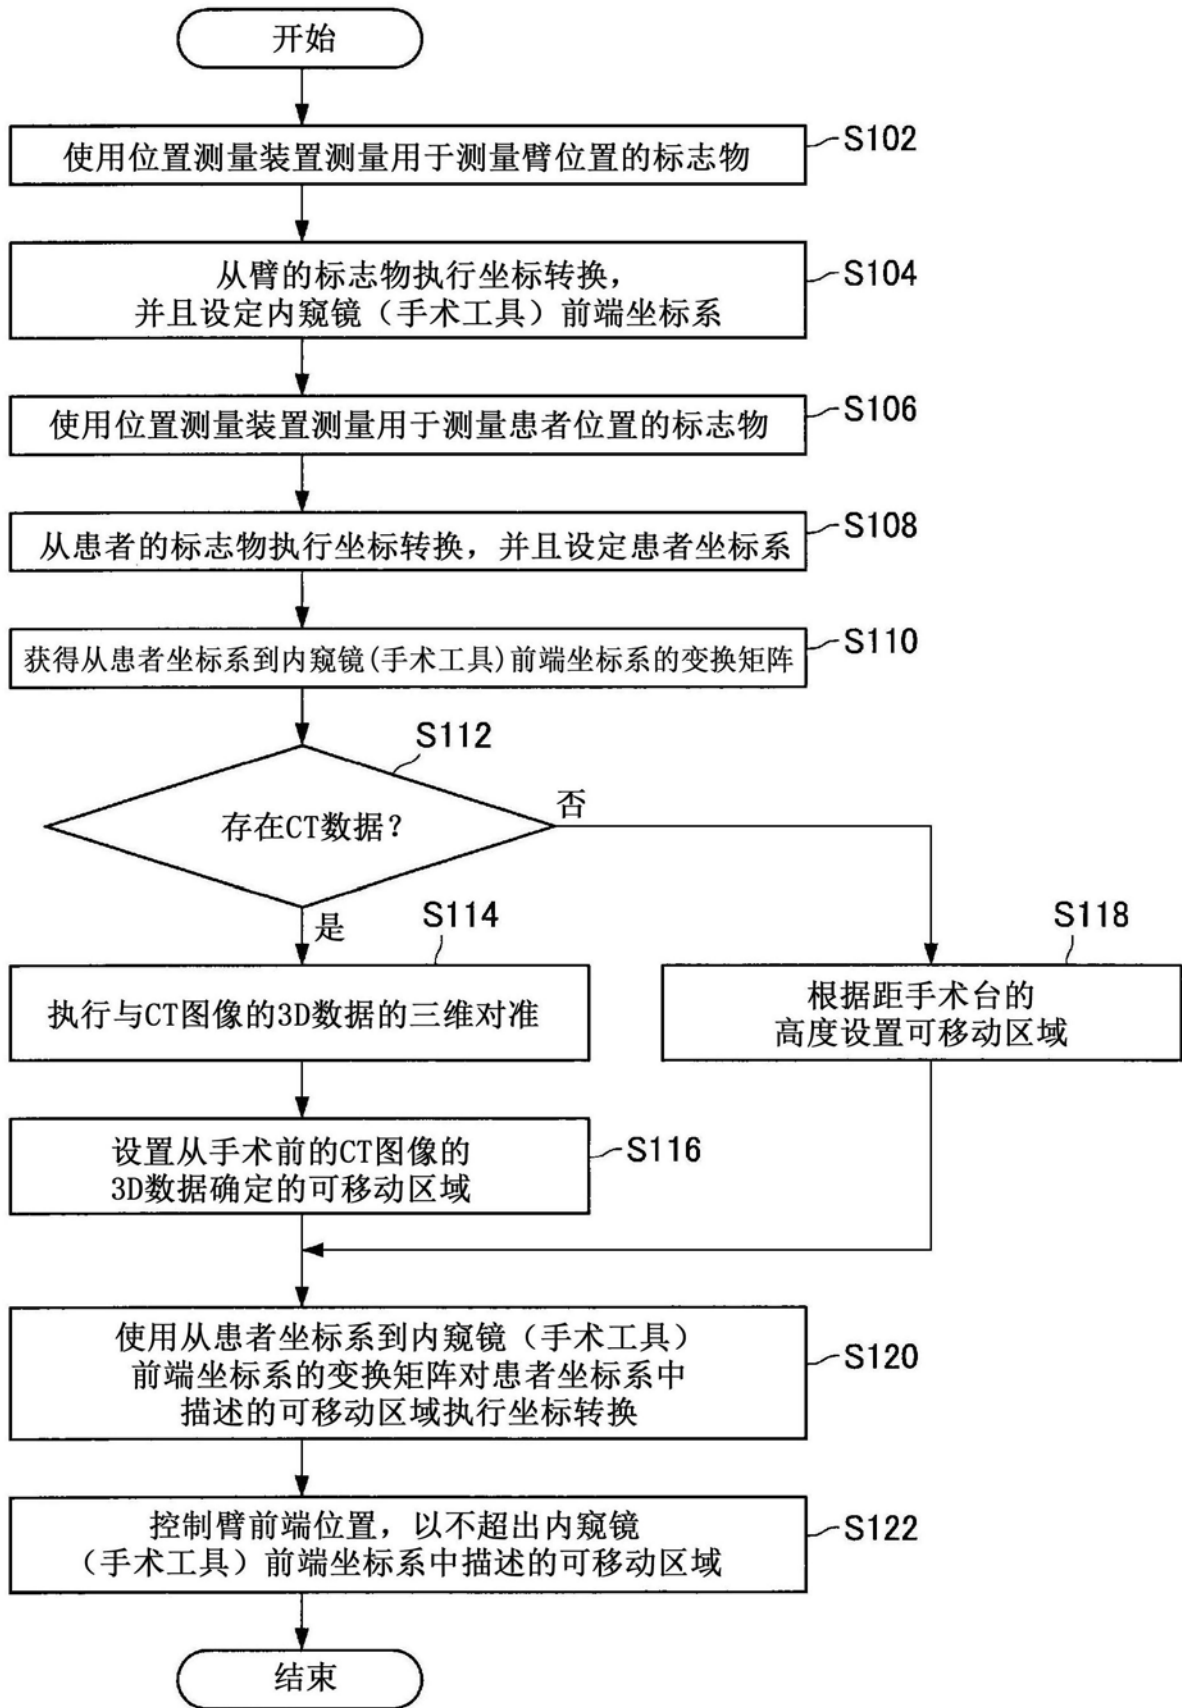 开始
使用位置测量装置测量用于测量臂位置的标志物
S102
从臂的标志物执行坐标转换，
并且设定内窥镜（手术工具）前端坐标系
S104
使用位置测量装置测量用于测量患者位置的标志物
S106
从患者的标志物执行坐标转换，并且设定患者坐标系
S108
获得从患者坐标系到内窥镜(手术工具)前端坐标系的变换矩阵
S110
S112
存在CT数据？
否
是
S114
执行与CT图像的3D数据的三维对准
S118
根据距手术台的
高度设置可移动区域
设置从手术前的CT图像的
3D数据确定的可移动区域
S116
使用从患者坐标系到内窥镜（手术工具）
前端坐标系的变换矩阵对患者坐标系中
描述的可移动区域执行坐标转换
S120
控制臂前端位置，以不超出内窥镜
（手术工具）前端坐标系中描述的可移动区域
S122
结束